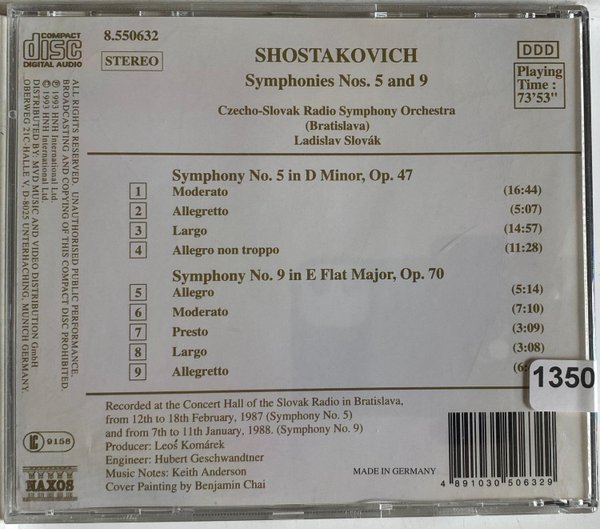 COMPACT
disc
DIGITAL AUDIO
8.550632
STEREO
DDD
Playing
Time :
73'53"
SHOSTAKOVICH
Symphonies Nos. 5 and 9
Czecho-Slovak Radio Symphony Orchestra
(Bratislava)
Ladislav Slovák
Symphony No. 5 in D Minor, Op. 47
1 Moderato (16:44)
2 Allegretto (5:07)
3 Largo (14:57)
4 Allegro non troppo (11:28)
Symphony No. 9 in E Flat Major, Op. 70
5 Allegro (5:14)
6 Moderato (7:10)
7 Presto (3:09)
8 Largo (3:08)
9 Allegretto (6:
1350
Recorded at the Concert Hall of the Slovak Radio in Bratislava,
from 12th to 18th February, 1987 (Symphony No. 5)
and from 7th to 11th January, 1988. (Symphony No. 9)
Producer: Leoš Komárek
Engineer: Hubert Geschwandtner
Music Notes: Keith Anderson
Cover Painting by Benjamin Chai
MADE IN GERMANY
4 891030 506329
ALL RIGHTS RESERVED. UNAUTHORISED PUBLIC PERFORMANCE,
BROADCASTING AND COPYING OF THIS COMPACT DISC PROHIBITED.
℗ 1993 HNH International Ltd.
© 1993 HNH International Ltd.
DISTRIBUTED BY: MVD MUSIC AND VIDEO DISTRIBUTION GmbH
OBERWEG 21C-HALLE V, D-8025 UNTERHACHING, MUNICH GERMANY.
LC 9158
NAXOS